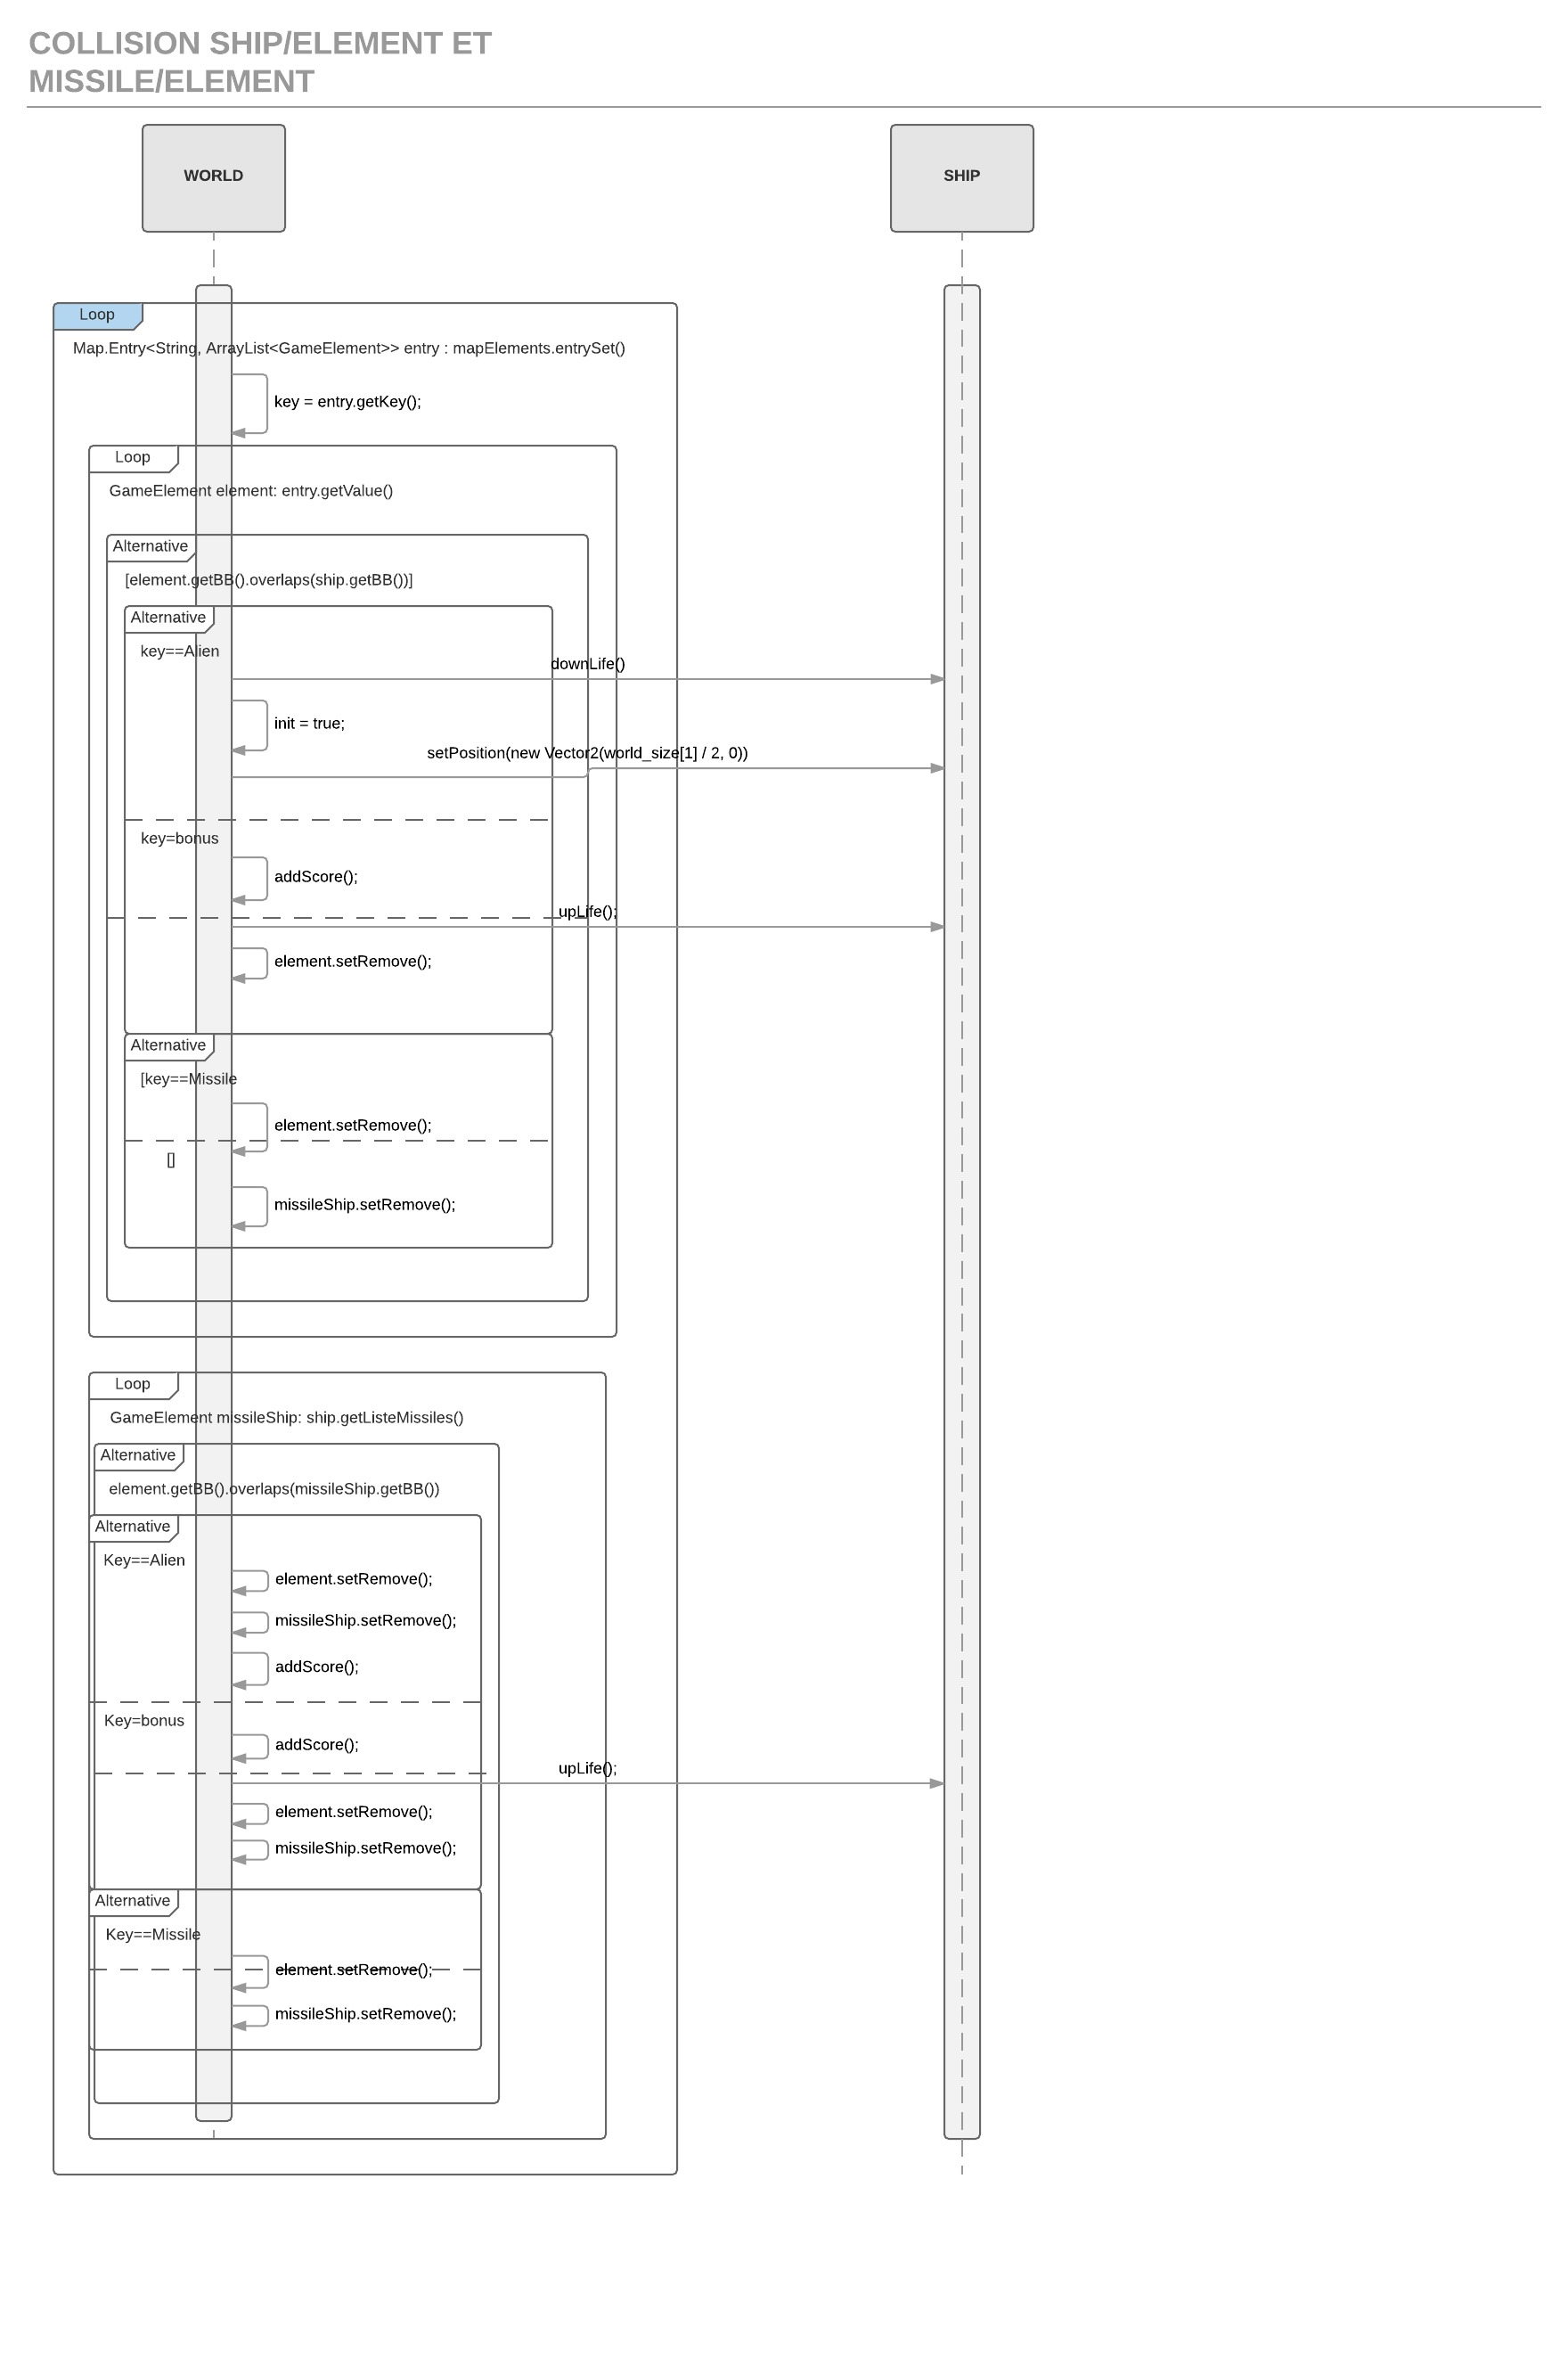 COLLISION SHIP/ELEMENT ET
MISSILE/ELEMENT
WORLD
SHIP
Loop
Map.Entry<String, ArrayList<GameElement>> entry : mapElements.entrySet()
key = entry.getKey();
Loop
GameElement element: entry.getValue()
Alternative
[element.getBB().overlaps(ship.getBB())]
Alternative
key==Alien
downLife()
init = true;
setPosition(new Vector2(world_size[1] / 2, 0))
key=bonus
addScore();
upLife();
element.setRemove();
Alternative
[key==Missile
element.setRemove();
[]
missileShip.setRemove();
Loop
GameElement missileShip: ship.getListeMissiles()
Alternative
element.getBB().overlaps(missileShip.getBB())
Alternative
Key==Alien
element.setRemove();
missileShip.setRemove();
addScore();
Key=bonus
addScore();
upLife();
element.setRemove();
missileShip.setRemove();
Alternative
Key==Missile
element.setRemove();
missileShip.setRemove();